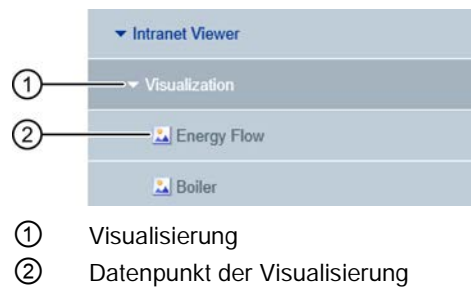 Intranet Viewer
① Visualization
② Energy Flow
Boiler
① Visualisierung
② Datenpunkt der Visualisierung